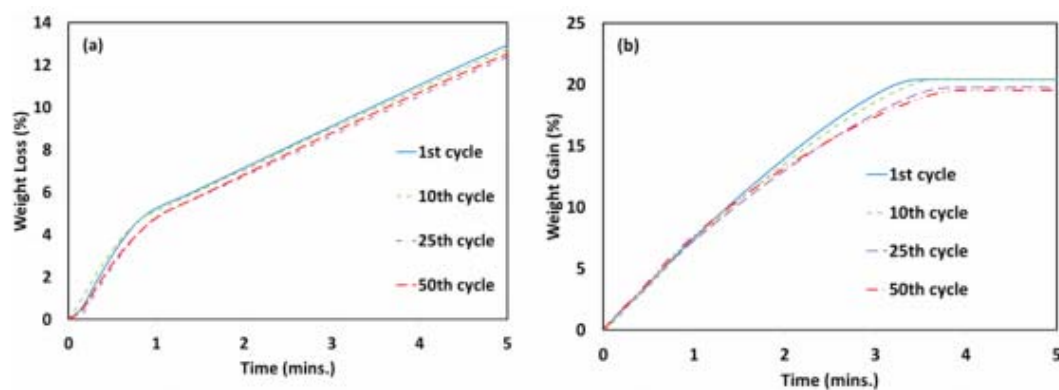 (a)
Weight Loss (%)
14
12
10
8
6
4
2
0
0 1 2 3 4 5
Time (mins.)
1st cycle
10th cycle
25th cycle
50th cycle
(b)
Weight Gain (%)
25
20
15
10
5
0
0 1 2 3 4 5
Time (mins.)
1st cycle
10th cycle
25th cycle
50th cycle